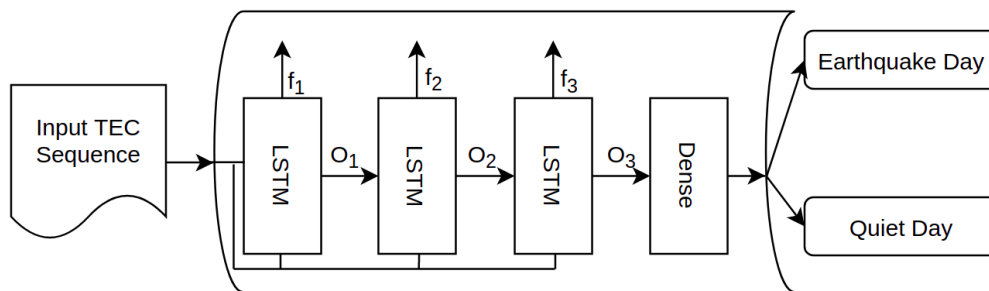 Input TEC
Sequence
f1
f2
f3
LSTM
O1
LSTM
O2
LSTM
O3
Dense
Earthquake Day
Quiet Day